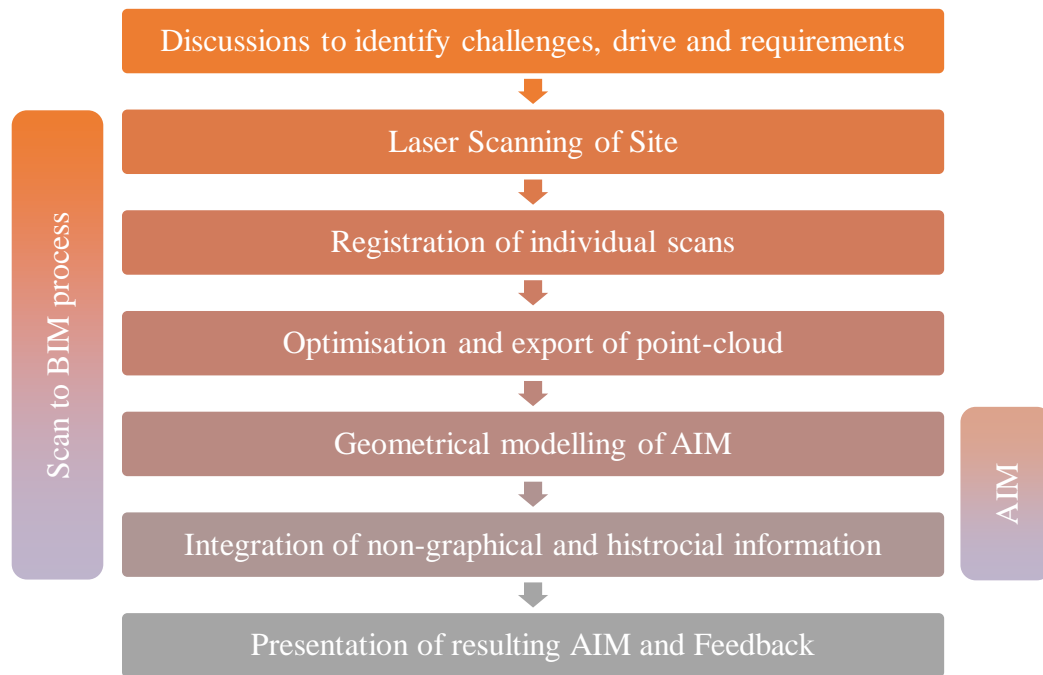 Discussions to identify challenges, drive and requirements
Scan to BIM process
Laser Scanning of Site
Registration of individual scans
Optimisation and export of point-cloud
Geometrical modelling of AIM
AIM
Integration of non-graphical and histrocial information
Presentation of resulting AIM and Feedback